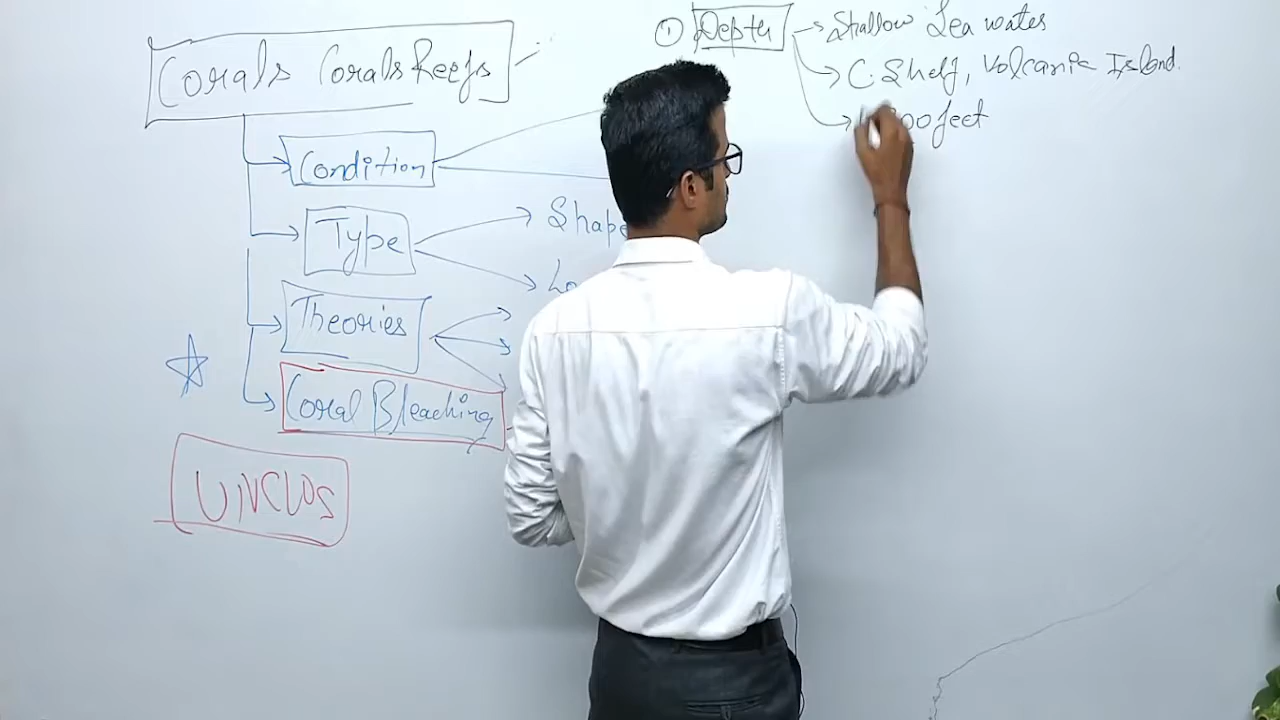 Corals Corals Reefs
Condition
Type
Shape
Theories
Coral Bleaching
UNCLOS
① Depth
Shallow Sea water
C. Shelf, Volcanic Island.
feet